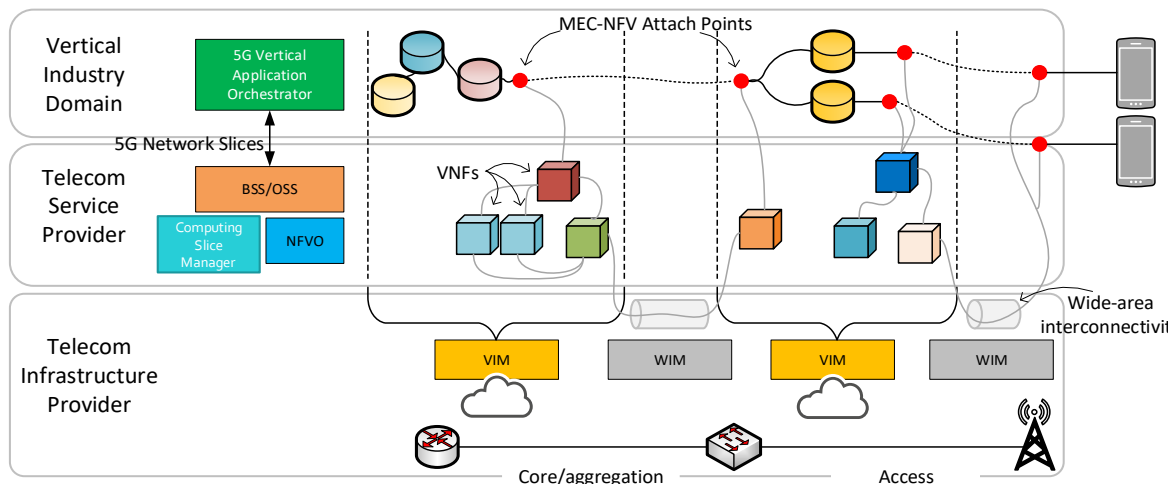 Vertical
Industry
Domain
5G Vertical
Application
Orchestrator
MEC-NFV Attach Points
5G Network Slices
Telecom
Service
Provider
BSS/OSS
Computing
Slice
Manager
NFVO
VNFs
Wide-area
interconnectivit
Telecom
Infrastructure
Provider
VIM
WIM
VIM
WIM
Core/aggregation
Access